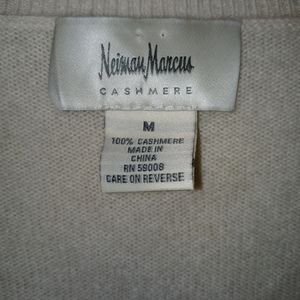 Neiman Marcus
CASHMERE
M
100% CASHMERE
MADE IN
CHINA
RN 59008
CARE ON REVERSE